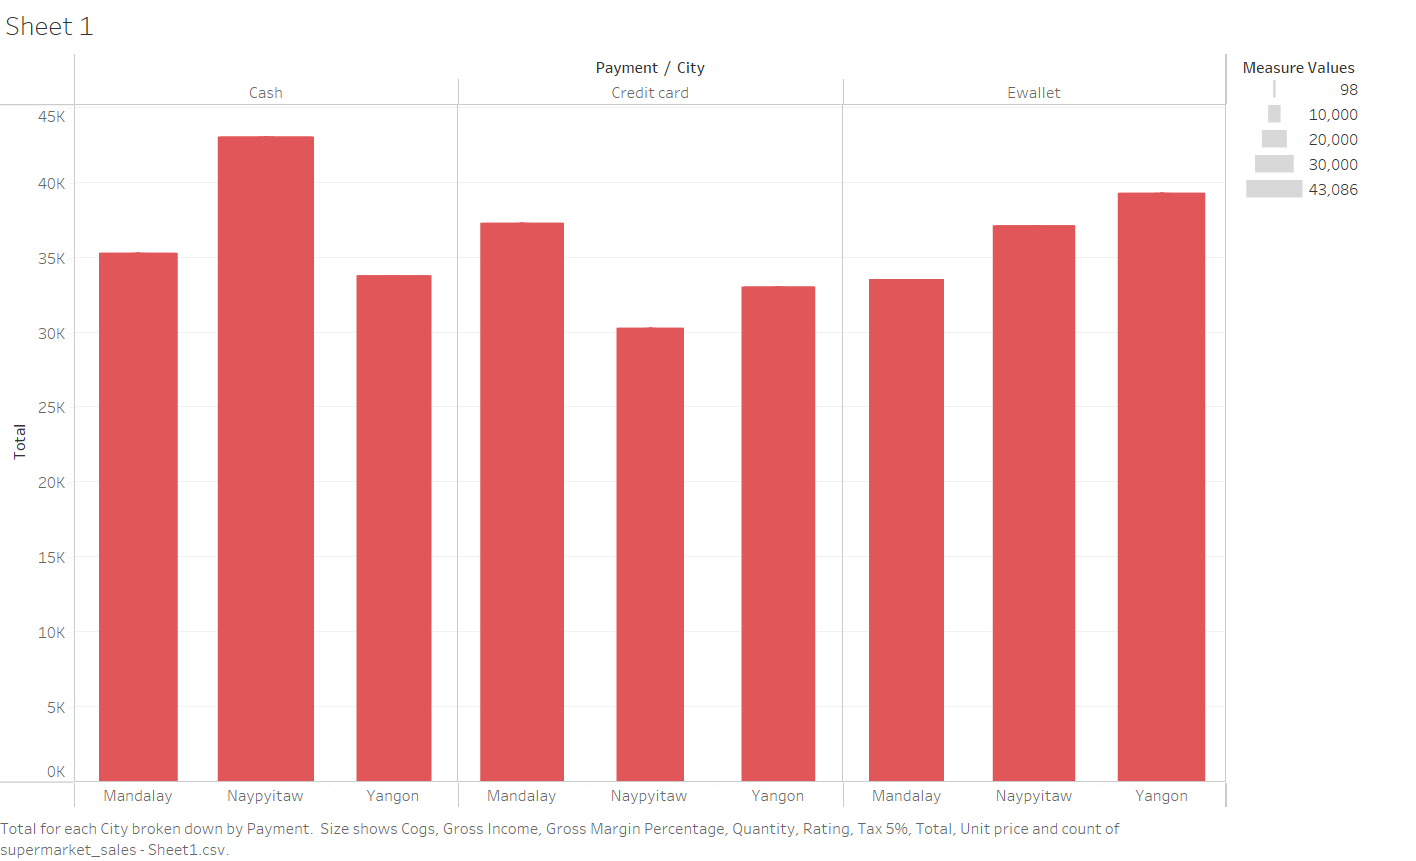 Sheet 1
Payment / City
Cash Credit card Ewallet
Measure Values
98
10,000
20,000
30,000
43,086
45K
40K
35K
30K
25K
20K
15K
10K
5K
0K
Total
Mandalay Naypyitaw Yangon Mandalay Naypyitaw Yangon Mandalay Naypyitaw Yangon
Total for each City broken down by Payment. Size shows Cogs, Gross Income, Gross Margin Percentage, Quantity, Rating, Tax 5%, Total, Unit price and count of
supermarket_sales - Sheet1.csv.